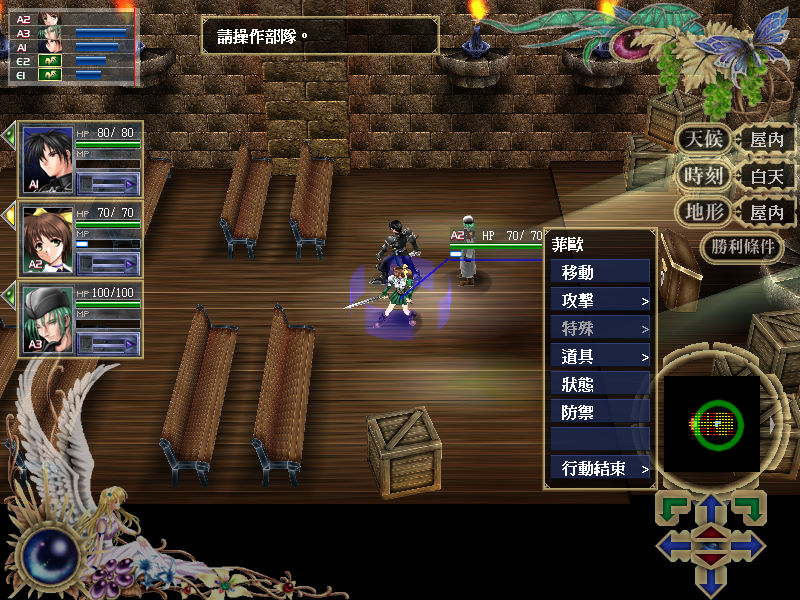 A2
A3
A1
E2
E1
請操作部隊。
天候 屋內
時刻 白天
地形 屋內
勝利條件
HP 80/ 80
MP
A1
HP 70/ 70
MP
A2
HP 100/100
MP
A3
A2 HP 70/ 70
菲歐
移動
攻擊 >
特殊 >
道具 >
狀態
防禦
行動結束 >